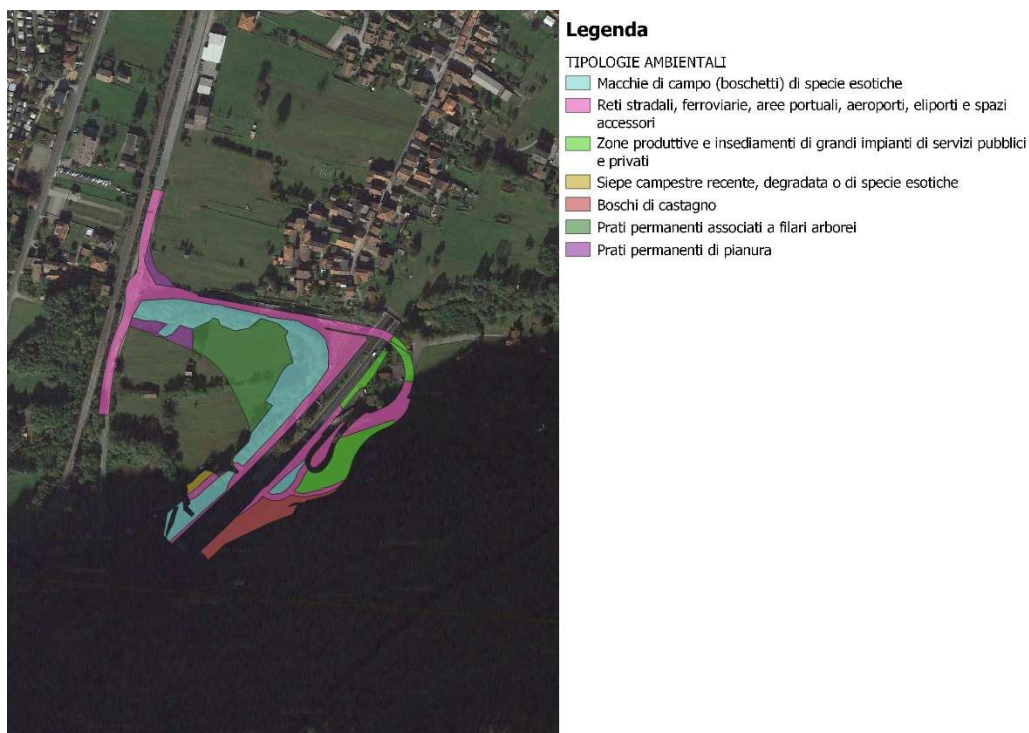 Legenda
TIPOLOGIE AMBIENTALI
Macchie di campo (boschetti) di specie esotiche
Reti stradali, ferroviarie, aree portuali, aeroporti, eliporti e spazi
accessori
Zone produttive e insediamenti di grandi impianti di servizi pubblici
e privati
Siepe campestre recente, degradata o di specie esotiche
Boschi di castagno
Prati permanenti associati a filari arborei
Prati permanenti di pianura